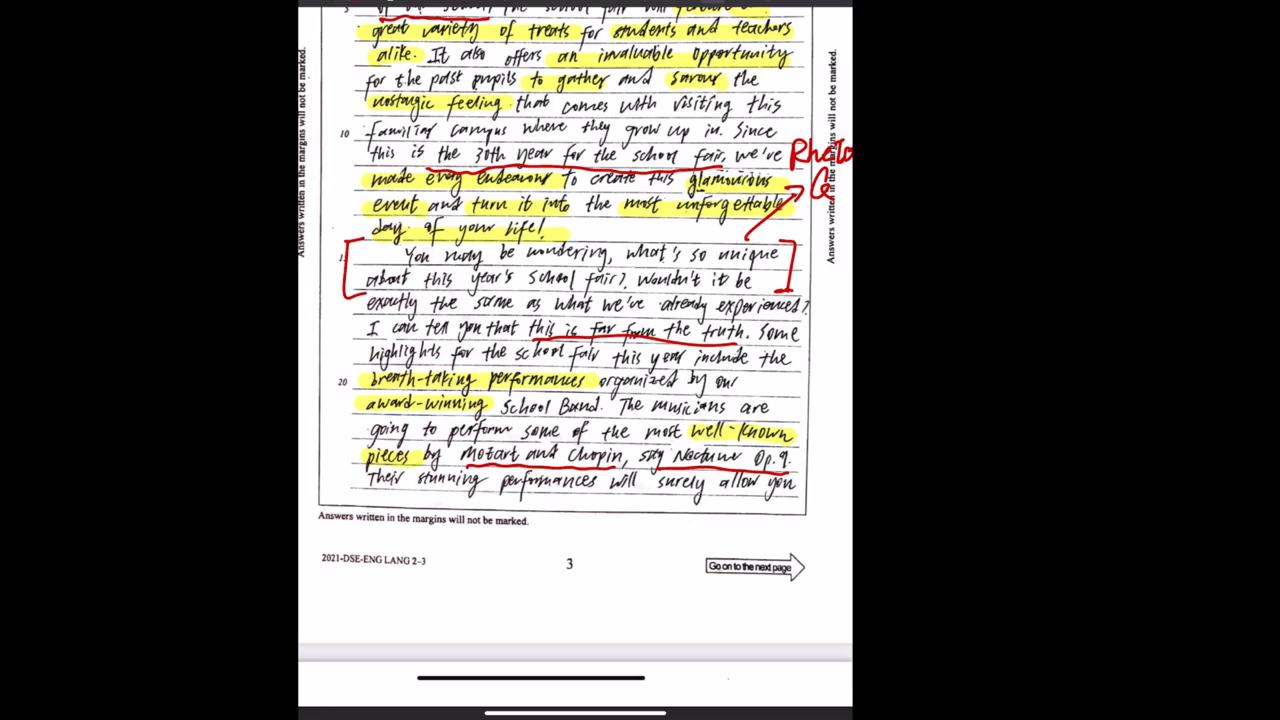 of our school. The school fair will feature a
great variety of treats for students and teachers
alike. It also offers an invaluable opportunity
for the past pupils to gather and savour the
nostargic feeling that comes with visiting this
10 familiar campus where they grow up in. Since
this is the 30th year for the school fair, we've
made every endeavour to create this glamourious
event and turn it into the most unforgettable
day of your life!
15 You may be wondering, what's so unique
about this year's school fair? Wouldn't it be
exactly the same as what we've already experienced?
I can tell you that this is far from the truth. Some
highlights for the school fair this year include the
20 breath-taking performances organized by our
award-winning School Band. The musicians are
going to perform some of the most well-known
pieces by Mozart and Chopin, say Nocturne Op.9.
Their stunning performances will surely allow you
Answers written in the margins will not be marked.
2021-DSE-ENG LANG 2-3
3
Go on to the next page
Answers written in the margins will not be marked.
Answers written in the margins will not be marked.